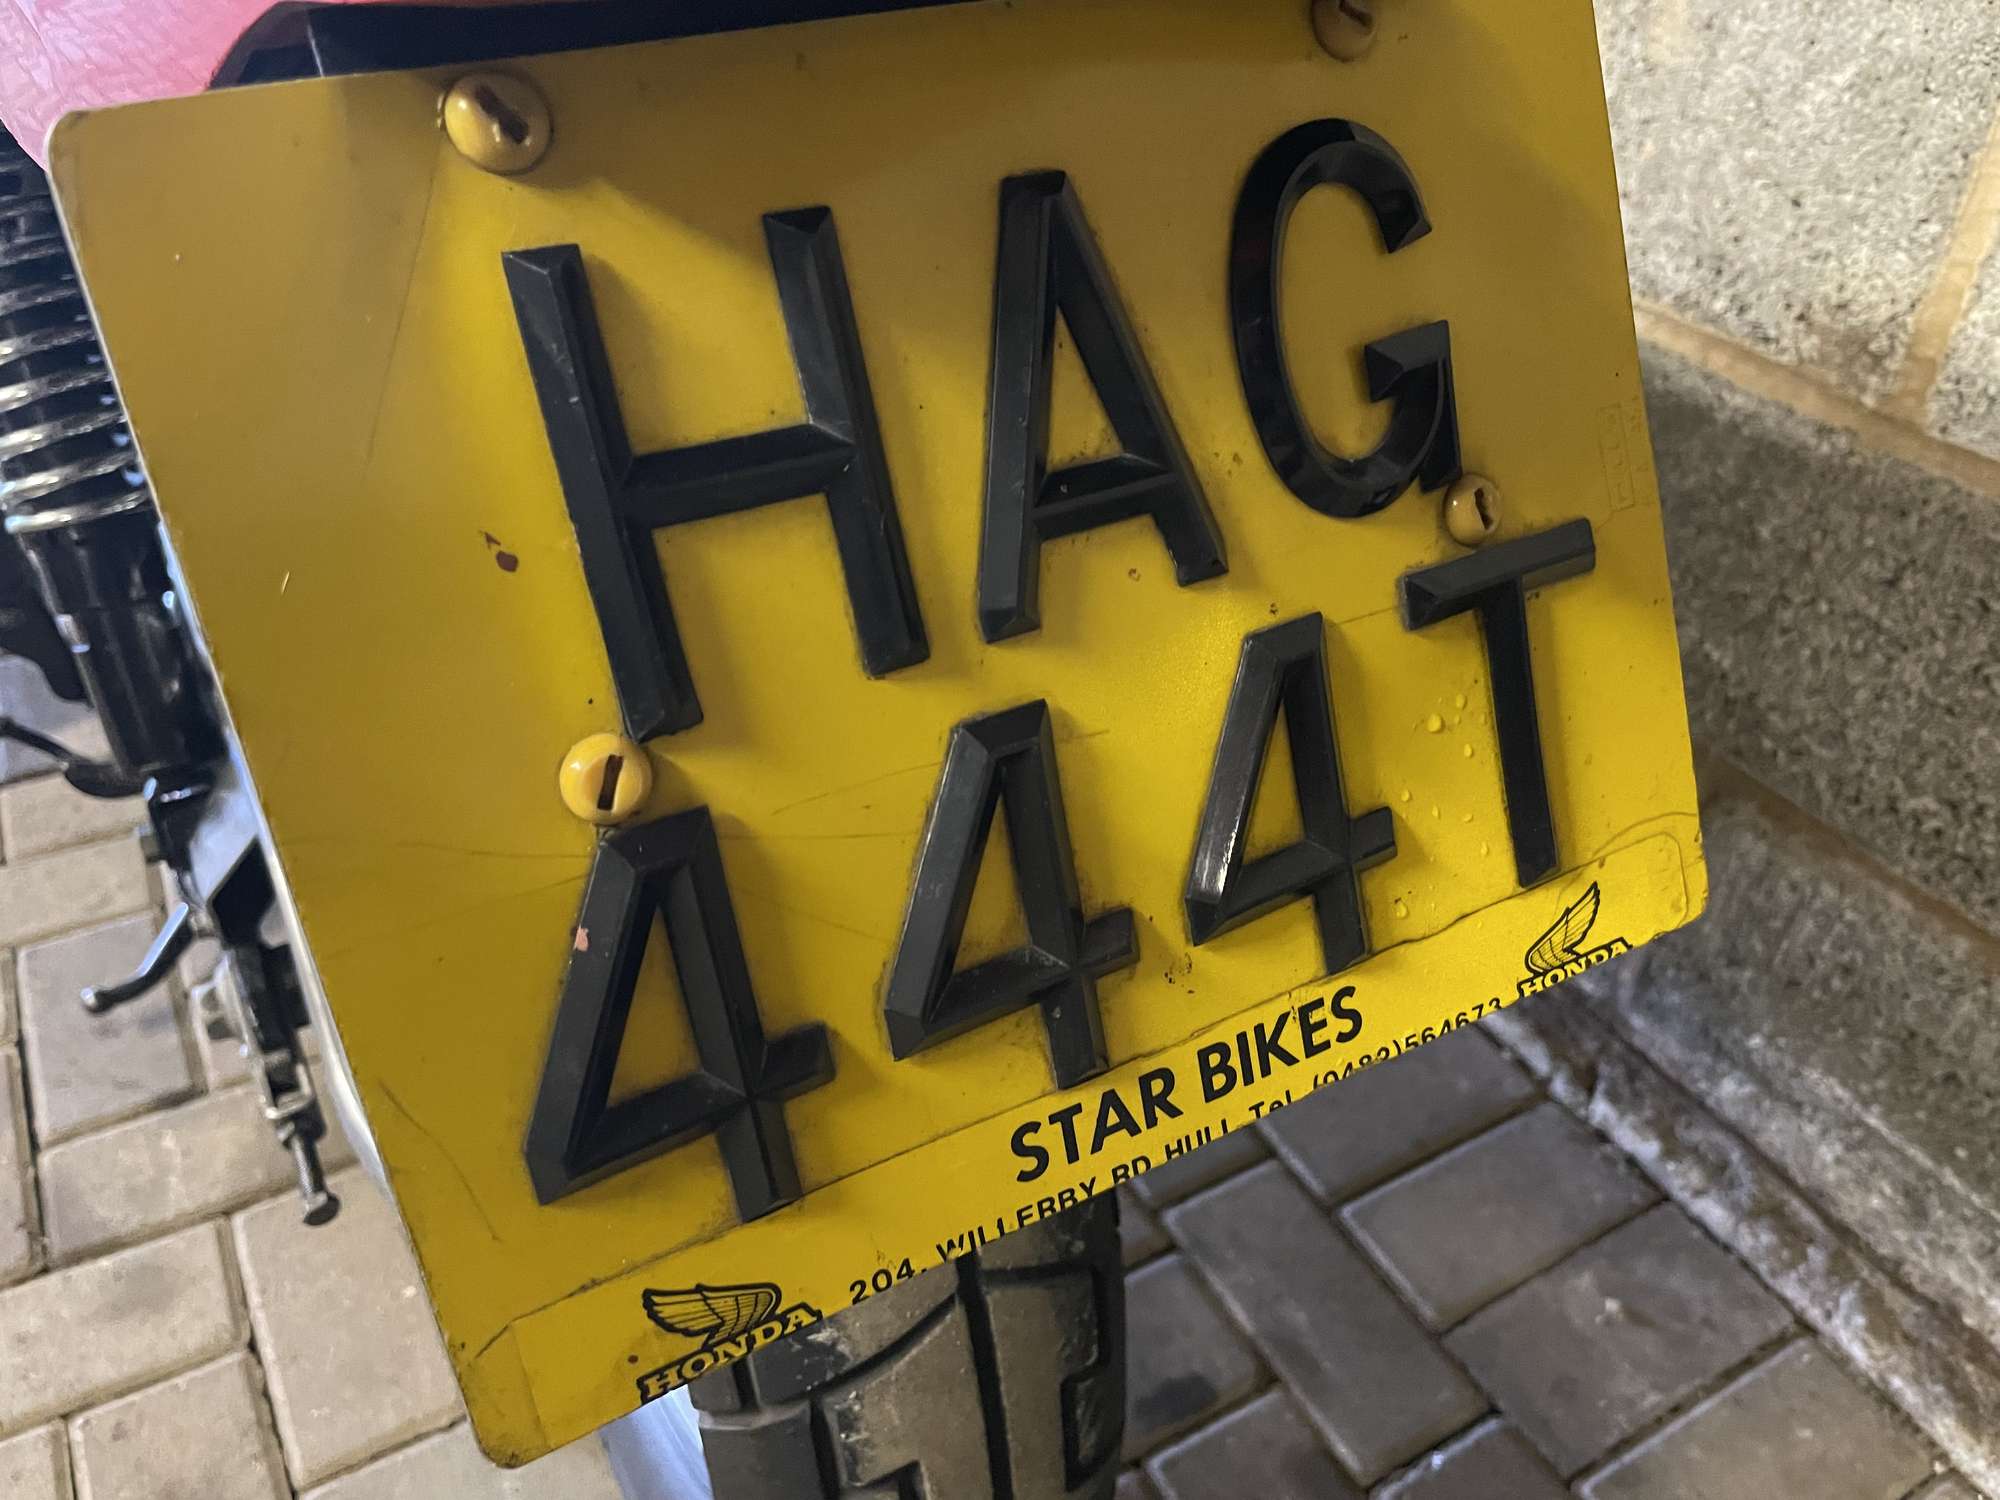 HAG
444T
STAR BIKES
204, WILLERBY RD HULL Tel (0482)564673
HONDA
HONDA